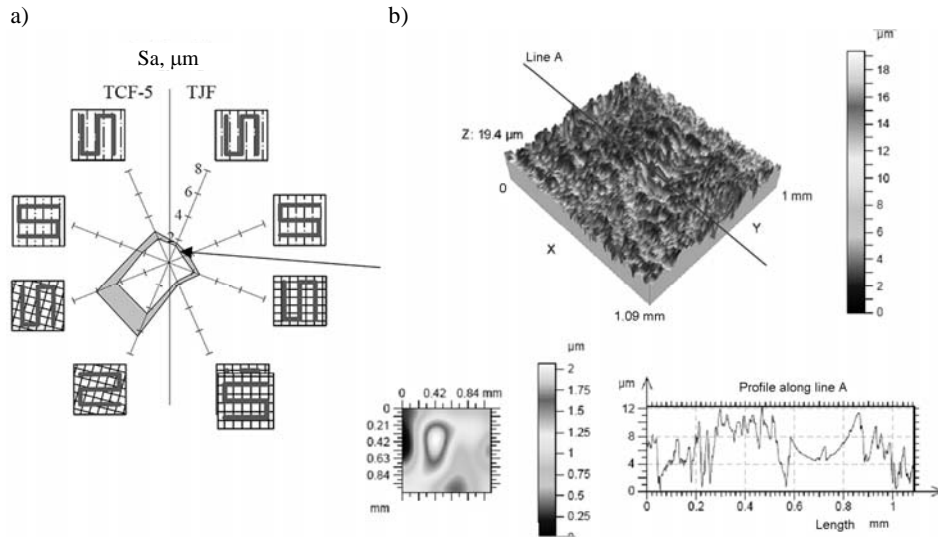 a)
Sa, µm
TCF-5 TJF
8
6
4
2
b)
Line A
Z: 19.4 µm
0
X
1.09 mm
Y
1 mm
µm
18
16
14
12
10
8
6
4
2
0
0 0.42 0.84 mm
0
0.21
0.42
0.63
0.84
mm
µm
2
1.75
1.5
1.25
1
0.75
0.5
0.25
0
Profile along line A
µm
12
8
4
0
0 0.2 0.4 0.6 0.8 1
Length mm